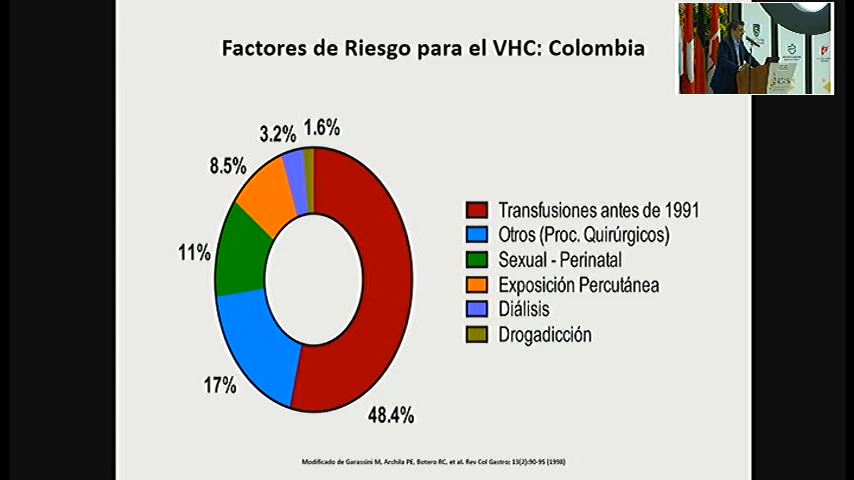 Factores de Riesgo para el VHC: Colombia
3.2% 1.6%
8.5%
11%
17%
48.4%
Transfusiones antes de 1991
Otros (Proc. Quirúrgicos)
Sexual - Perinatal
Exposición Percutánea
Diálisis
Drogadicción
Modificado de Garassini M, Archila PE, Botero RC, et al. Rev Col Gastro; 13(2):90-95 (1998)